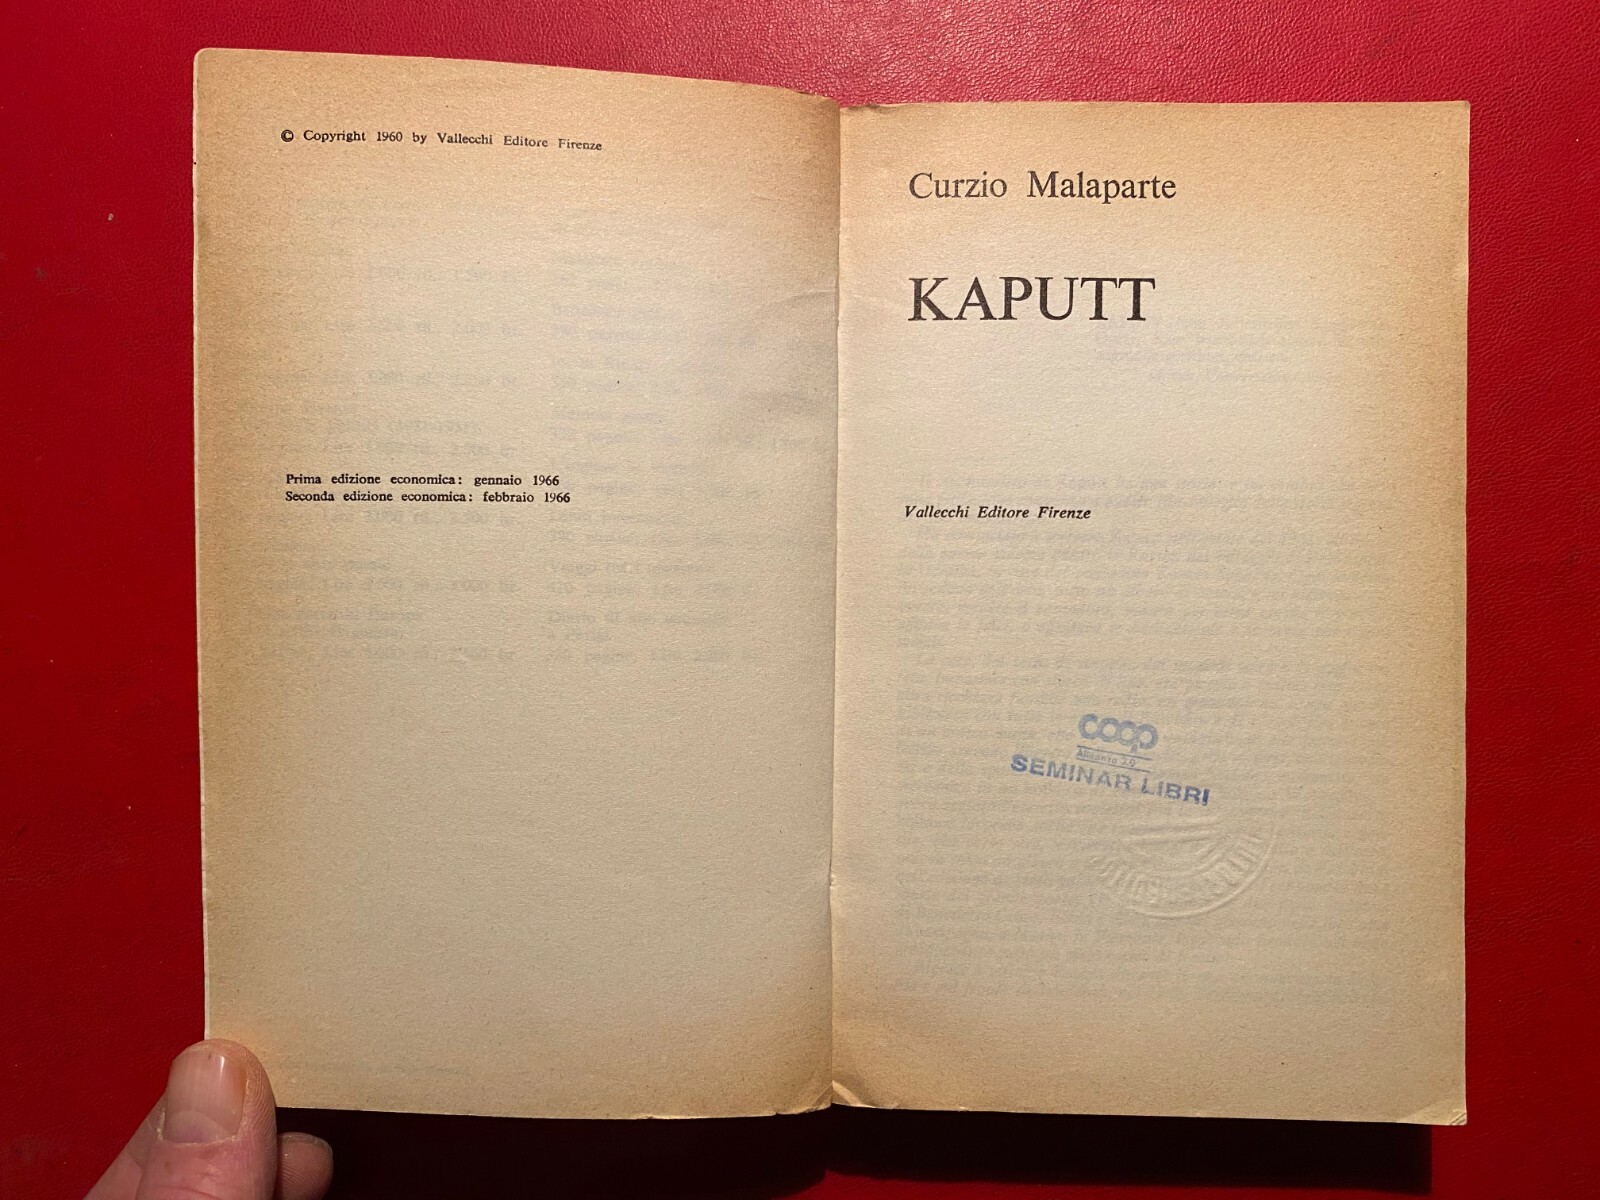 © Copyright 1960 by Vallecchi Editore Firenze
Prima edizione economica: gennaio 1966
Seconda edizione economica: febbraio 1966
Curzio Malaparte
KAPUTT
Vallecchi Editore Firenze
coop
SEMINAR LIBRI